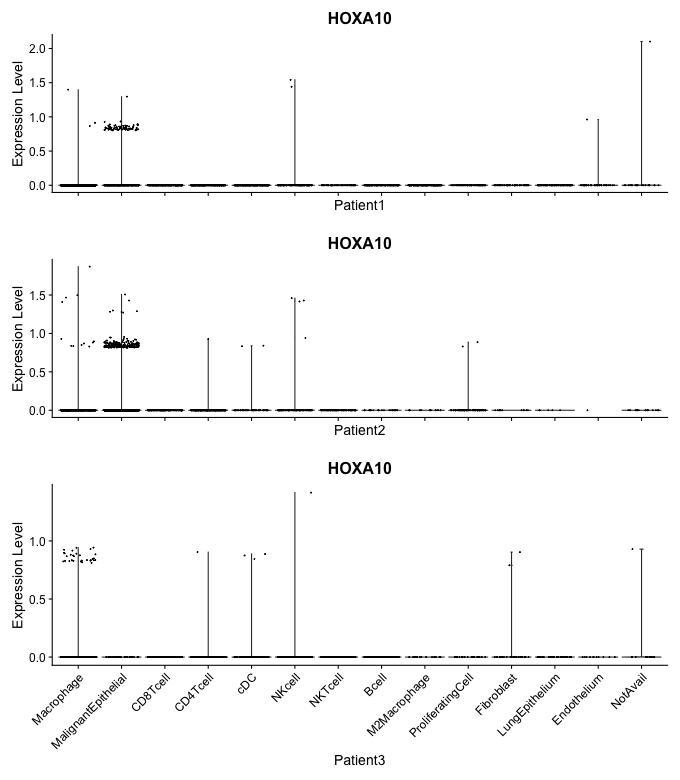 HOXA10
Expression Level
2.0
1.5
1.0
0.5
0.0
Patient1
HOXA10
Expression Level
1.5
1.0
0.5
0.0
Patient2
HOXA10
Expression Level
1.0
0.5
0.0
Macrophage
MalignantEpithelial
CD8Tcell
CD4Tcell
cDC
NKcell
NKTcell
Bcell
M2Macrophage
ProliferatingCell
Fibroblast
LungEpithelium
Endothelium
NotAvail
Patient3